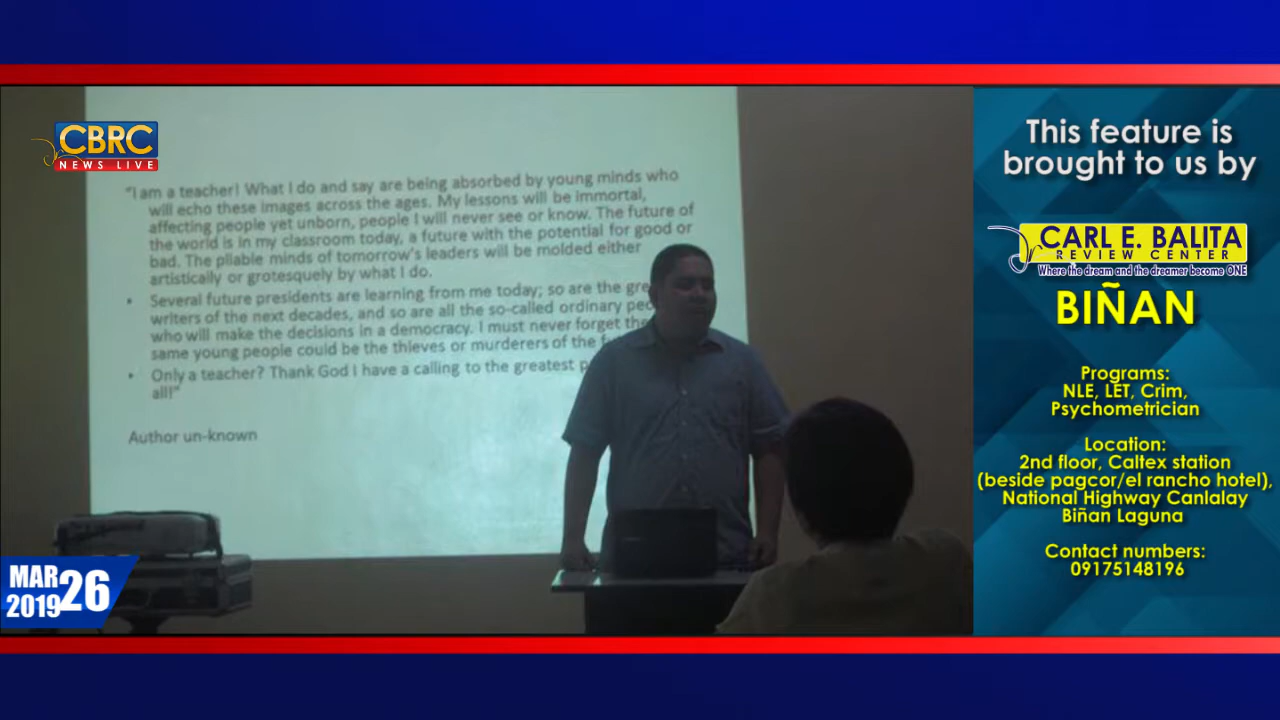 CBRC
NEWS LIVE
"I am a teacher! What I do and say are being absorbed by young minds who
will echo these images across the ages. My lessons will be immortal,
affecting people yet unborn, people I will never see or know. The future of
the world is in my classroom today, a future with the potential for good or
bad. The pliable minds of tomorrow's leaders will be molded either
artistically or grotesquely by what I do.
• Several future presidents are learning from me today; so are the gre
writers of the next decades, and so are all the so-called ordinary
who will make the decisions in a democracy. I must never forget
same young people could be the thieves or murderers of the
• Only a teacher? Thank God I have a calling to the greatest
all!"
Author un-known
MAR 26
2019
This feature is
brought to us by
CARL E. BALITA
REVIEW CENTER
Where the dream and the dreamer become ONE
BIÑAN
Programs:
NLE, LET, Crim,
Psychometrician
Location:
2nd floor, Caltex station
(beside pagcor/el rancho hotel),
National Highway Canlalay
Biñan Laguna
Contact numbers:
09175148196